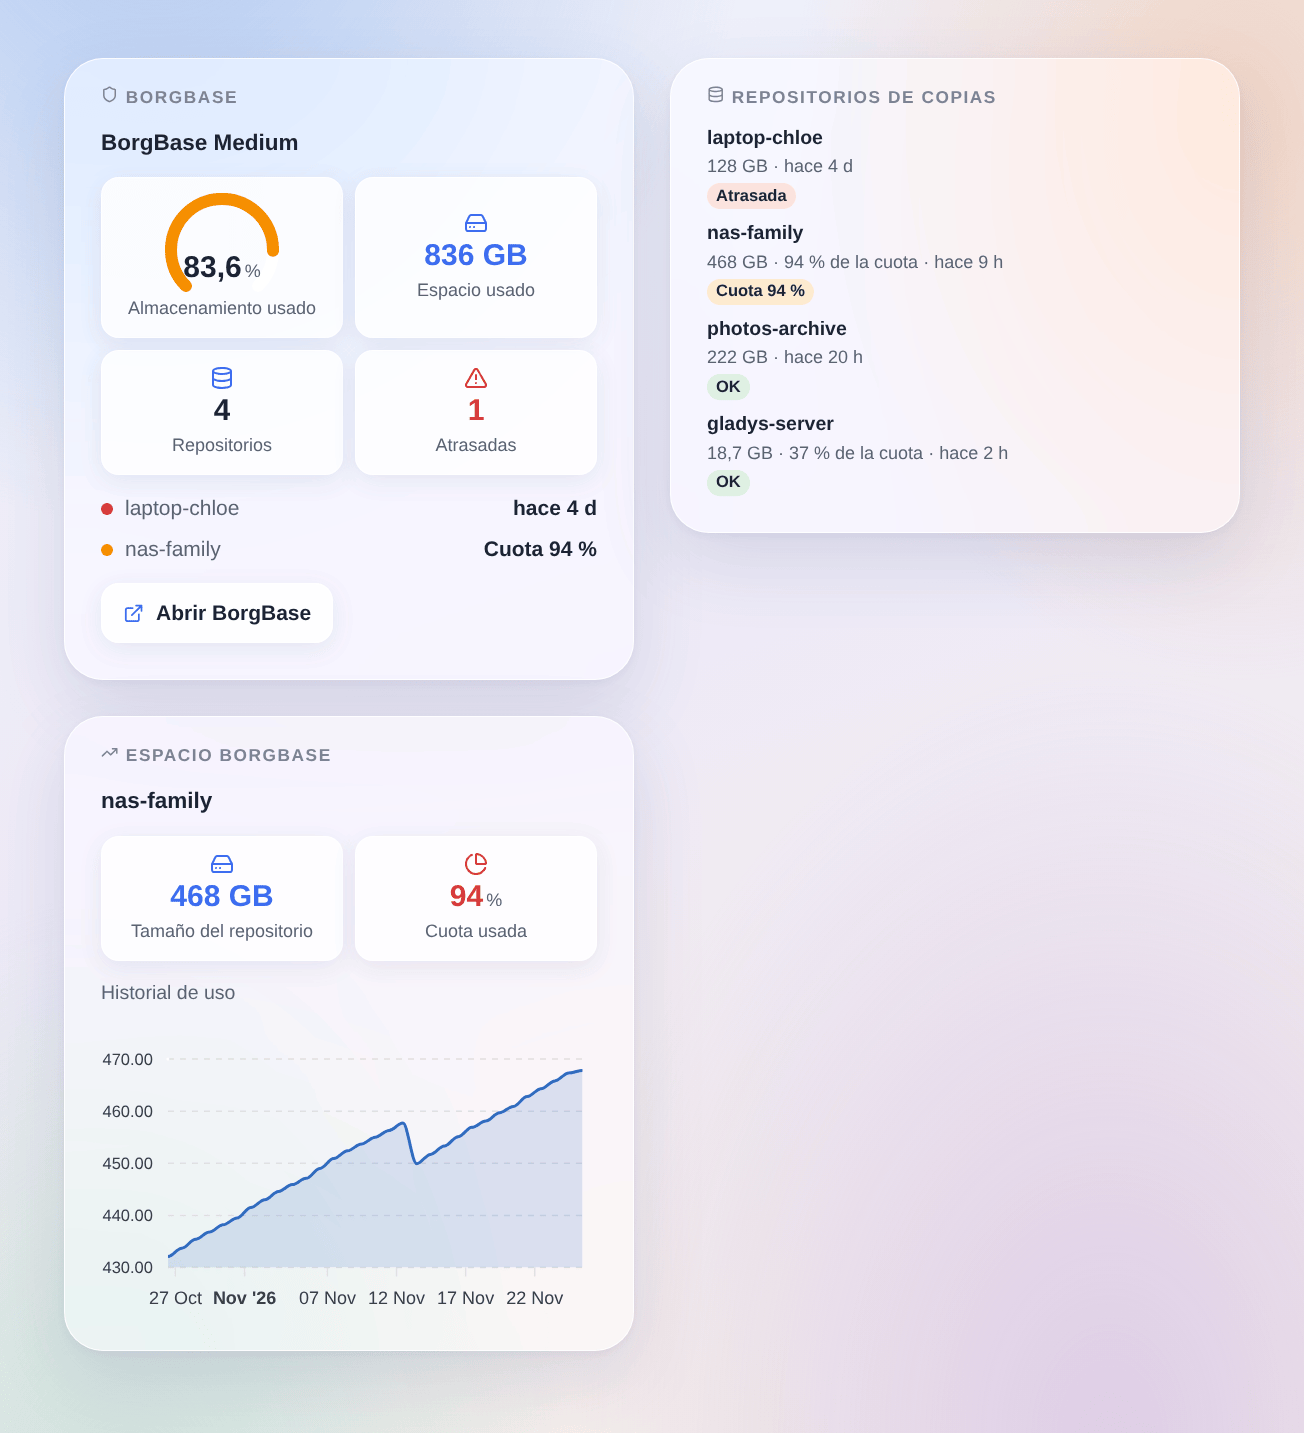 BORGBASE
BorgBase Medium
83,6 %
Almacenamiento usado
836 GB
Espacio usado
4
Repositorios
1
Atrasadas
laptop-chloe hace 4 d
nas-family Cuota 94 %
Abrir BorgBase
REPOSITORIOS DE COPIAS
laptop-chloe
128 GB · hace 4 d
Atrasada
nas-family
468 GB · 94 % de la cuota · hace 9 h
Cuota 94 %
photos-archive
222 GB · hace 20 h
OK
gladys-server
18,7 GB · 37 % de la cuota · hace 2 h
OK
ESPACIO BORGBASE
nas-family
468 GB
Tamaño del repositorio
94 %
Cuota usada
Historial de uso
470.00
460.00
450.00
440.00
430.00
27 Oct Nov '26 07 Nov 12 Nov 17 Nov 22 Nov